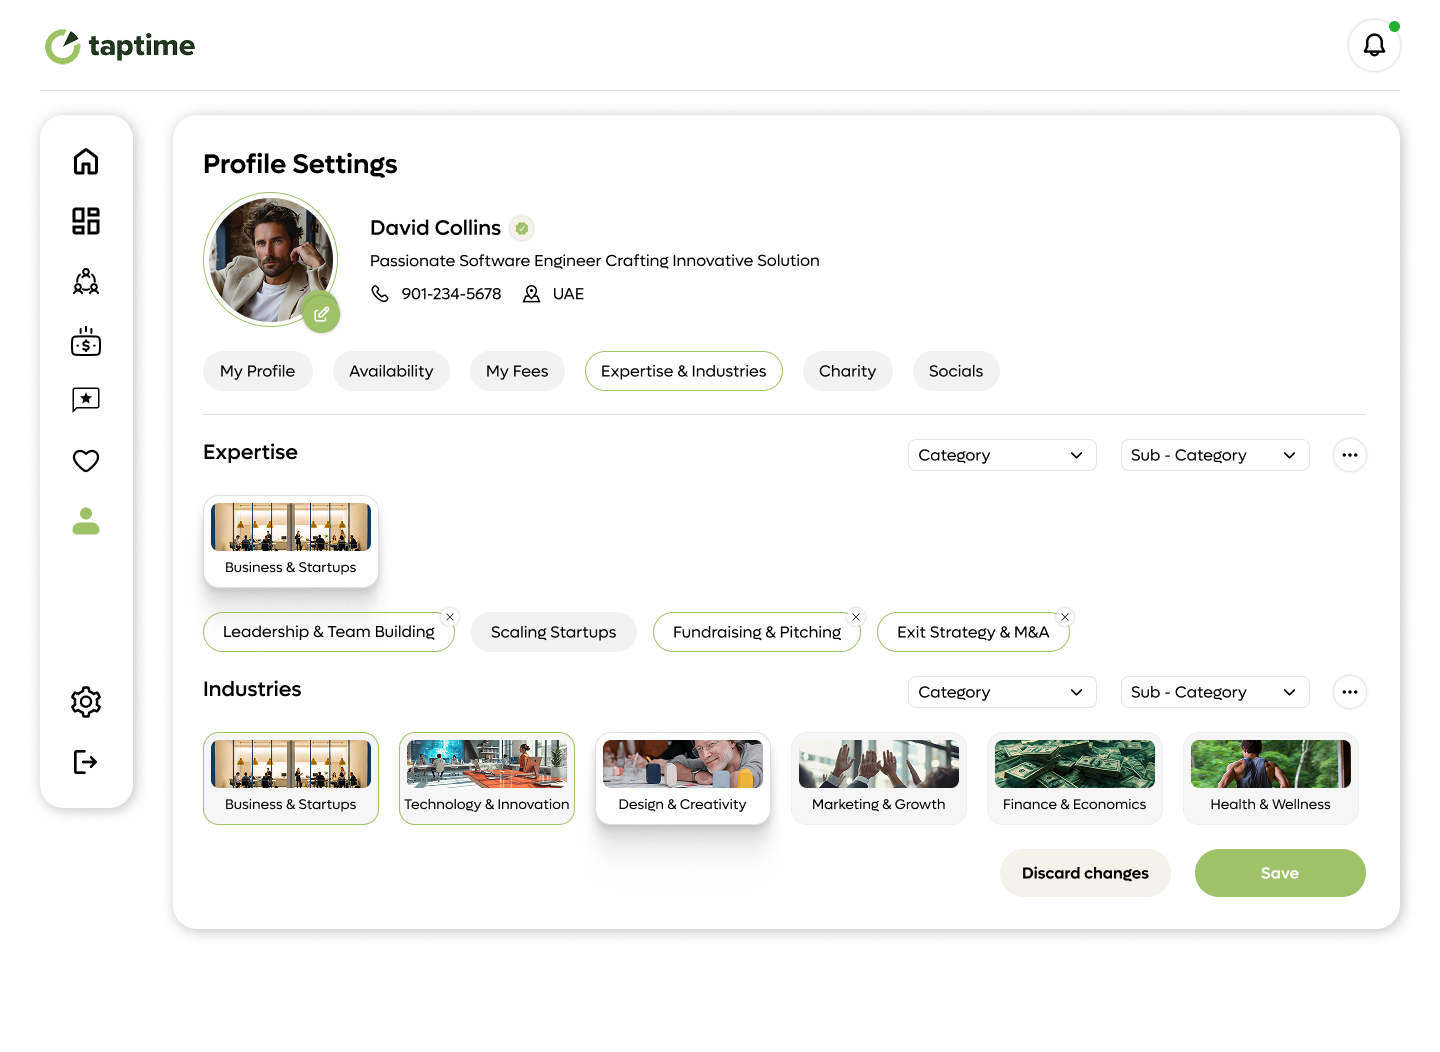 taptime
Profile Settings
David Collins
Passionate Software Engineer Crafting Innovative Solution
901-234-5678 UAE
My Profile Availability My Fees Expertise & Industries Charity Socials
Expertise Category Sub - Category
Business & Startups
Leadership & Team Building Scaling Startups Fundraising & Pitching Exit Strategy & M&A
Industries Category Sub - Category
Business & Startups Technology & Innovation Design & Creativity Marketing & Growth Finance & Economics Health & Wellness
Discard changes Save